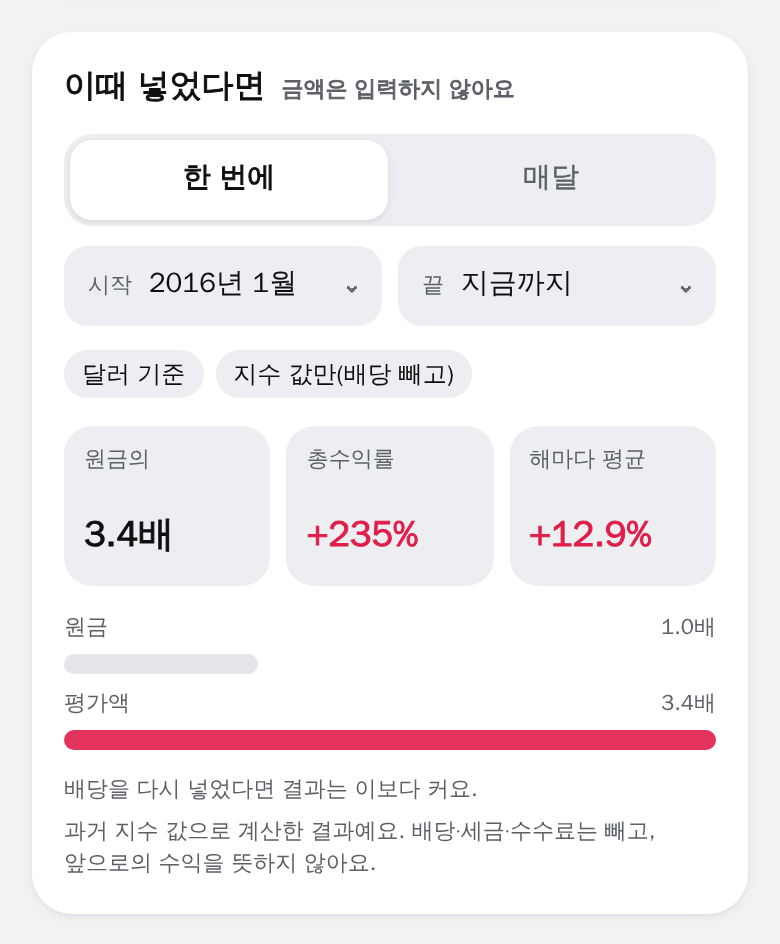 이때 넣었다면 금액은 입력하지 않아요
한 번에 매달
시작 2016년 1월 끝 지금까지
달러 기준 지수 값만(배당 빼고)
원금의 총수익률 해마다 평균
3.4배 +235% +12.9%
원금 1.0배
평가액 3.4배
배당을 다시 넣었다면 결과는 이보다 커요.
과거 지수 값으로 계산한 결과예요. 배당·세금·수수료는 빼고,
앞으로의 수익을 뜻하지 않아요.